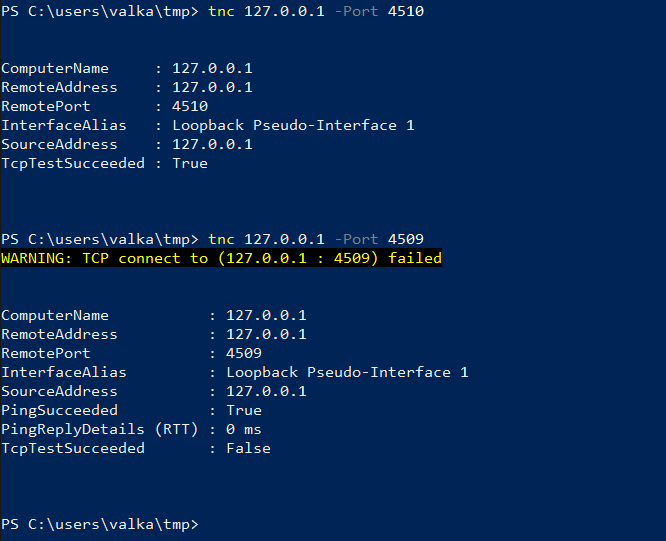 PS C:\users\valka\tmp> tnc 127.0.0.1 -Port 4510
ComputerName     : 127.0.0.1
RemoteAddress    : 127.0.0.1
RemotePort       : 4510
InterfaceAlias   : Loopback Pseudo-Interface 1
SourceAddress    : 127.0.0.1
TcpTestSucceeded : True
PS C:\users\valka\tmp> tnc 127.0.0.1 -Port 4509
WARNING: TCP connect to (127.0.0.1 : 4509) failed
ComputerName           : 127.0.0.1
RemoteAddress          : 127.0.0.1
RemotePort             : 4509
InterfaceAlias         : Loopback Pseudo-Interface 1
SourceAddress          : 127.0.0.1
PingSucceeded          : True
PingReplyDetails (RTT) : 0 ms
TcpTestSucceeded       : False
PS C:\users\valka\tmp>